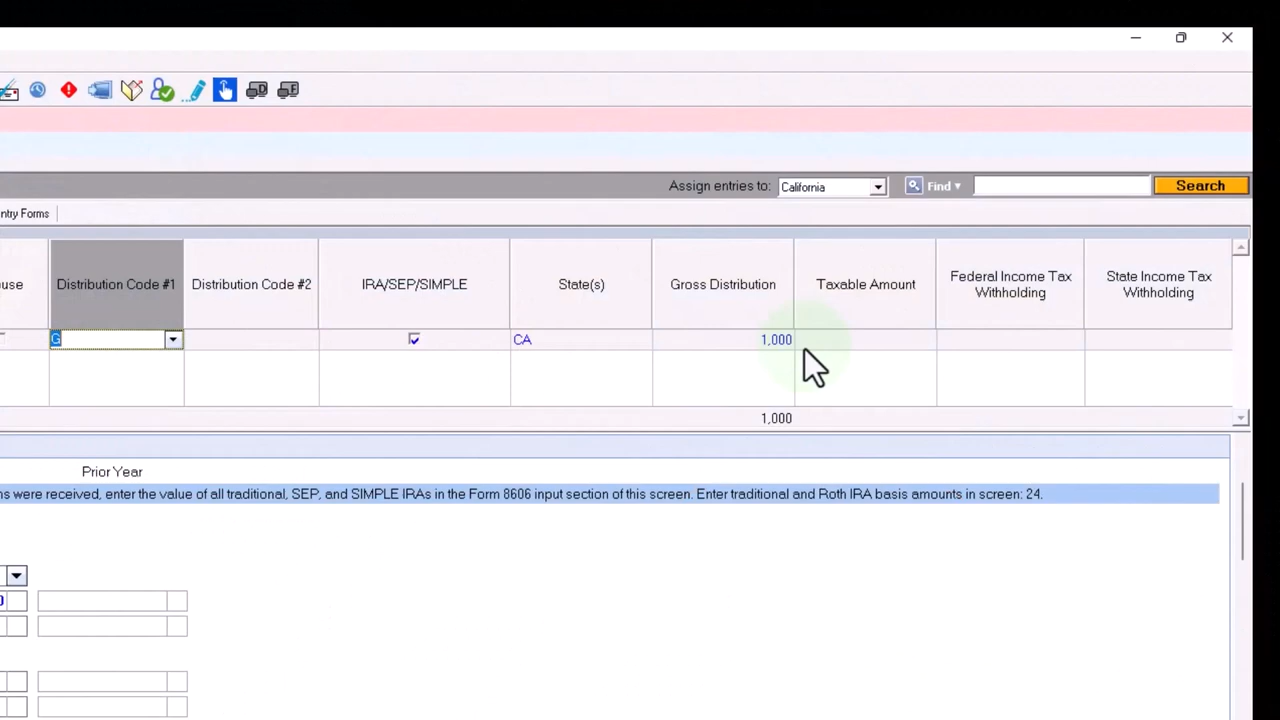 Assign entries to: California Find Search
ntry Forms
use Distribution Code #1 Distribution Code #2 IRA/SEP/SIMPLE State(s) Gross Distribution Taxable Amount Federal Income Tax Withholding State Income Tax Withholding
G CA 1,000
1,000
Prior Year
ns were received, enter the value of all traditional, SEP, and SIMPLE IRAs in the Form 8606 input section of this screen. Enter traditional and Roth IRA basis amounts in screen: 24.
0